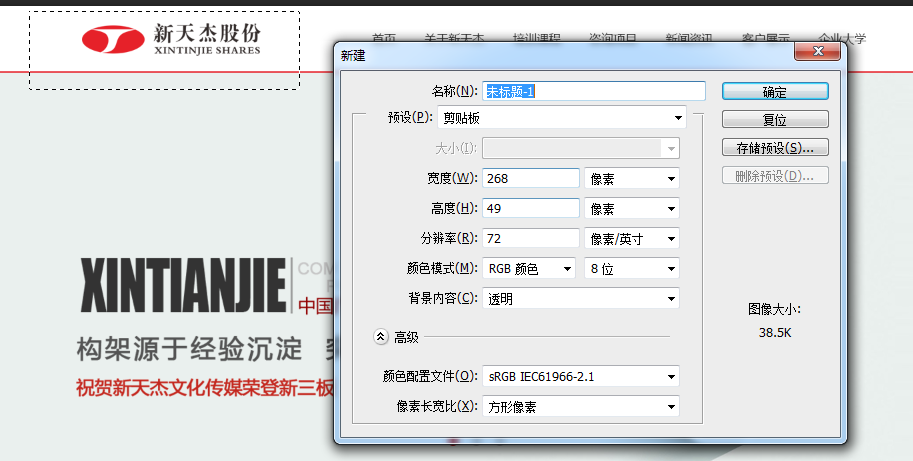 新天杰股份
XINTINJIE SHARES
首页 关于新天杰 培训课程 咨询项目 新闻资讯 客户展示 企业大学
新建
名称(N): 未标题-1
确定
预设(P): 剪贴板
复位
大小(I):
存储预设(S)...
宽度(W): 268 像素
删除预设(D)...
高度(H): 49 像素
分辨率(R): 72 像素/英寸
颜色模式(M): RGB 颜色 8 位
背景内容(C): 透明
图像大小:
38.5K
高级
颜色配置文件(O): sRGB IEC61966-2.1
像素长宽比(X): 方形像素
XINTIANJIE
COM
中国
构架源于经验沉淀
祝贺新天杰文化传媒荣登新三板